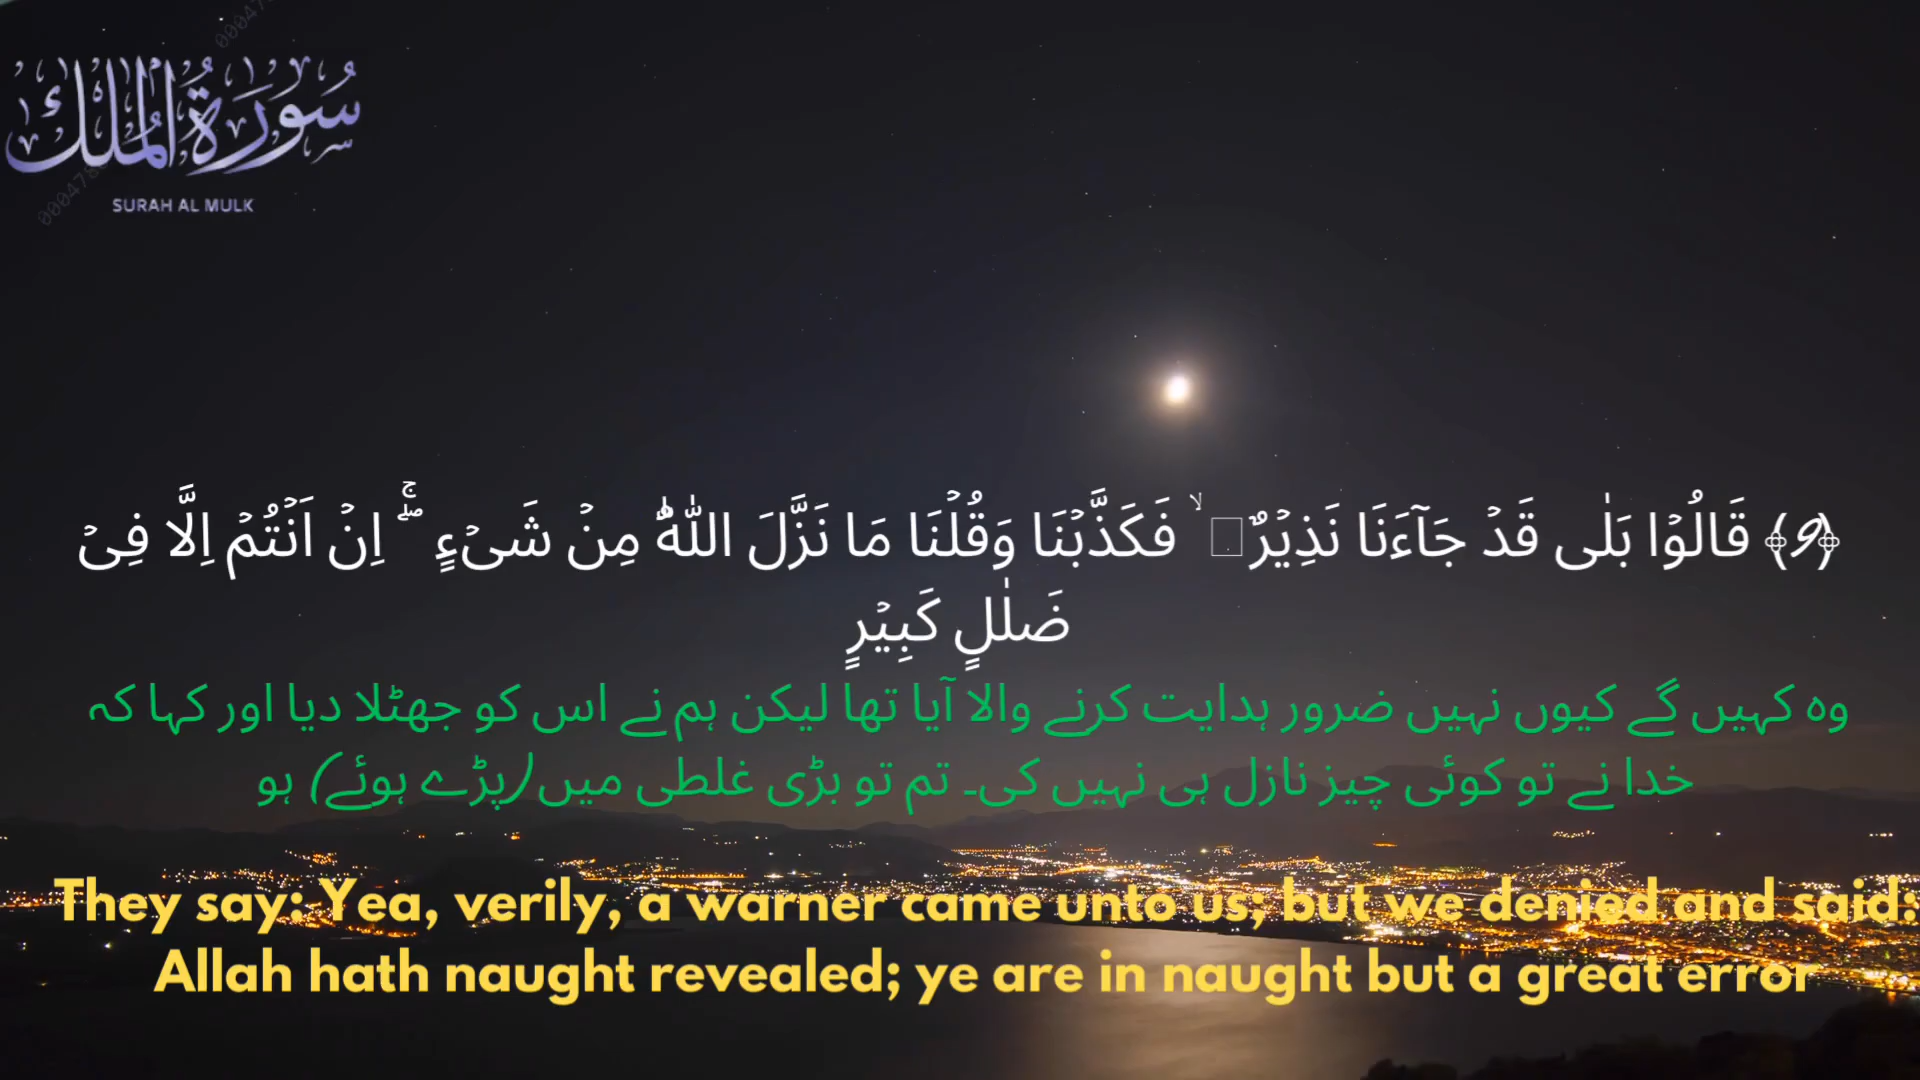 سُورَةُ الْمُلْك
SURAH AL MULK
﴿۹﴾ قَالُوۡا بَلٰى قَدۡ جَآءَنَا نَذِيۡرٌ ۙ فَكَذَّبۡنَا وَقُلۡنَا مَا نَزَّلَ اللّٰهُ مِنۡ شَىۡءٍ ۖۚ اِنۡ اَنۡتُمۡ اِلَّا فِىۡ
ضَلٰلٍ كَبِيۡرٍ
وہ کہیں گے کیوں نہیں ضرور ہدایت کرنے والا آیا تھا لیکن ہم نے اس کو جھٹلا دیا اور کہا کہ
خدا نے تو کوئی چیز نازل ہی نہیں کی۔ تم تو بڑی غلطی میں (پڑے ہوئے) ہو
They say: Yea, verily, a warner came unto us; but we denied and said:
Allah hath naught revealed; ye are in naught but a great error